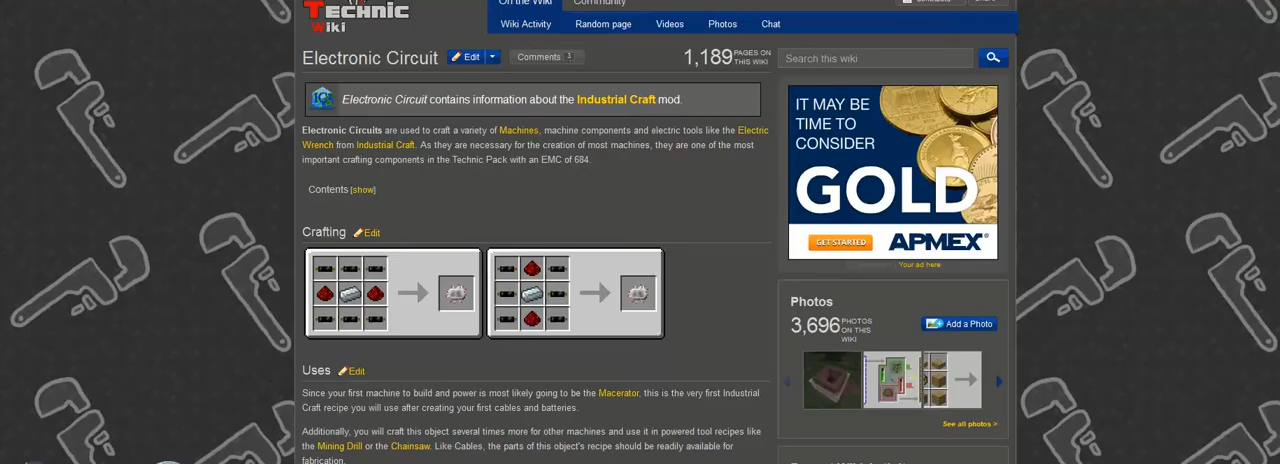 TECHNIC
Wiki
On the Wiki
Community
Wiki Activity
Random page
Videos
Photos
Chat
Electronic Circuit
Edit
Comments 3
1,189 PAGES ON
THIS WIKI
Search this wiki
Electronic Circuit contains information about the Industrial Craft mod.
Electronic Circuits are used to craft a variety of Machines, machine components and electric tools like the Electric
Wrench from Industrial Craft. As they are necessary for the creation of most machines, they are one of the most
important crafting components in the Technic Pack with an EMC of 684.
Contents [show]
Crafting
Edit
Uses
Edit
Since your first machine to build and power is most likely going to be the Macerator, this is the very first Industrial
Craft recipe you will use after creating your first cables and batteries.
Additionally, you will craft this object several times more for other machines and use it in powered tool recipes like
the Mining Drill or the Chainsaw. Like Cables, the parts of this object's recipe should be readily available for
fabrication.
IT MAY BE
TIME TO
CONSIDER
GOLD
GET STARTED
APMEX®
Your ad here
Photos
3,696 PHOTOS
ON THIS
WIKI
Add a Photo
See all photos >